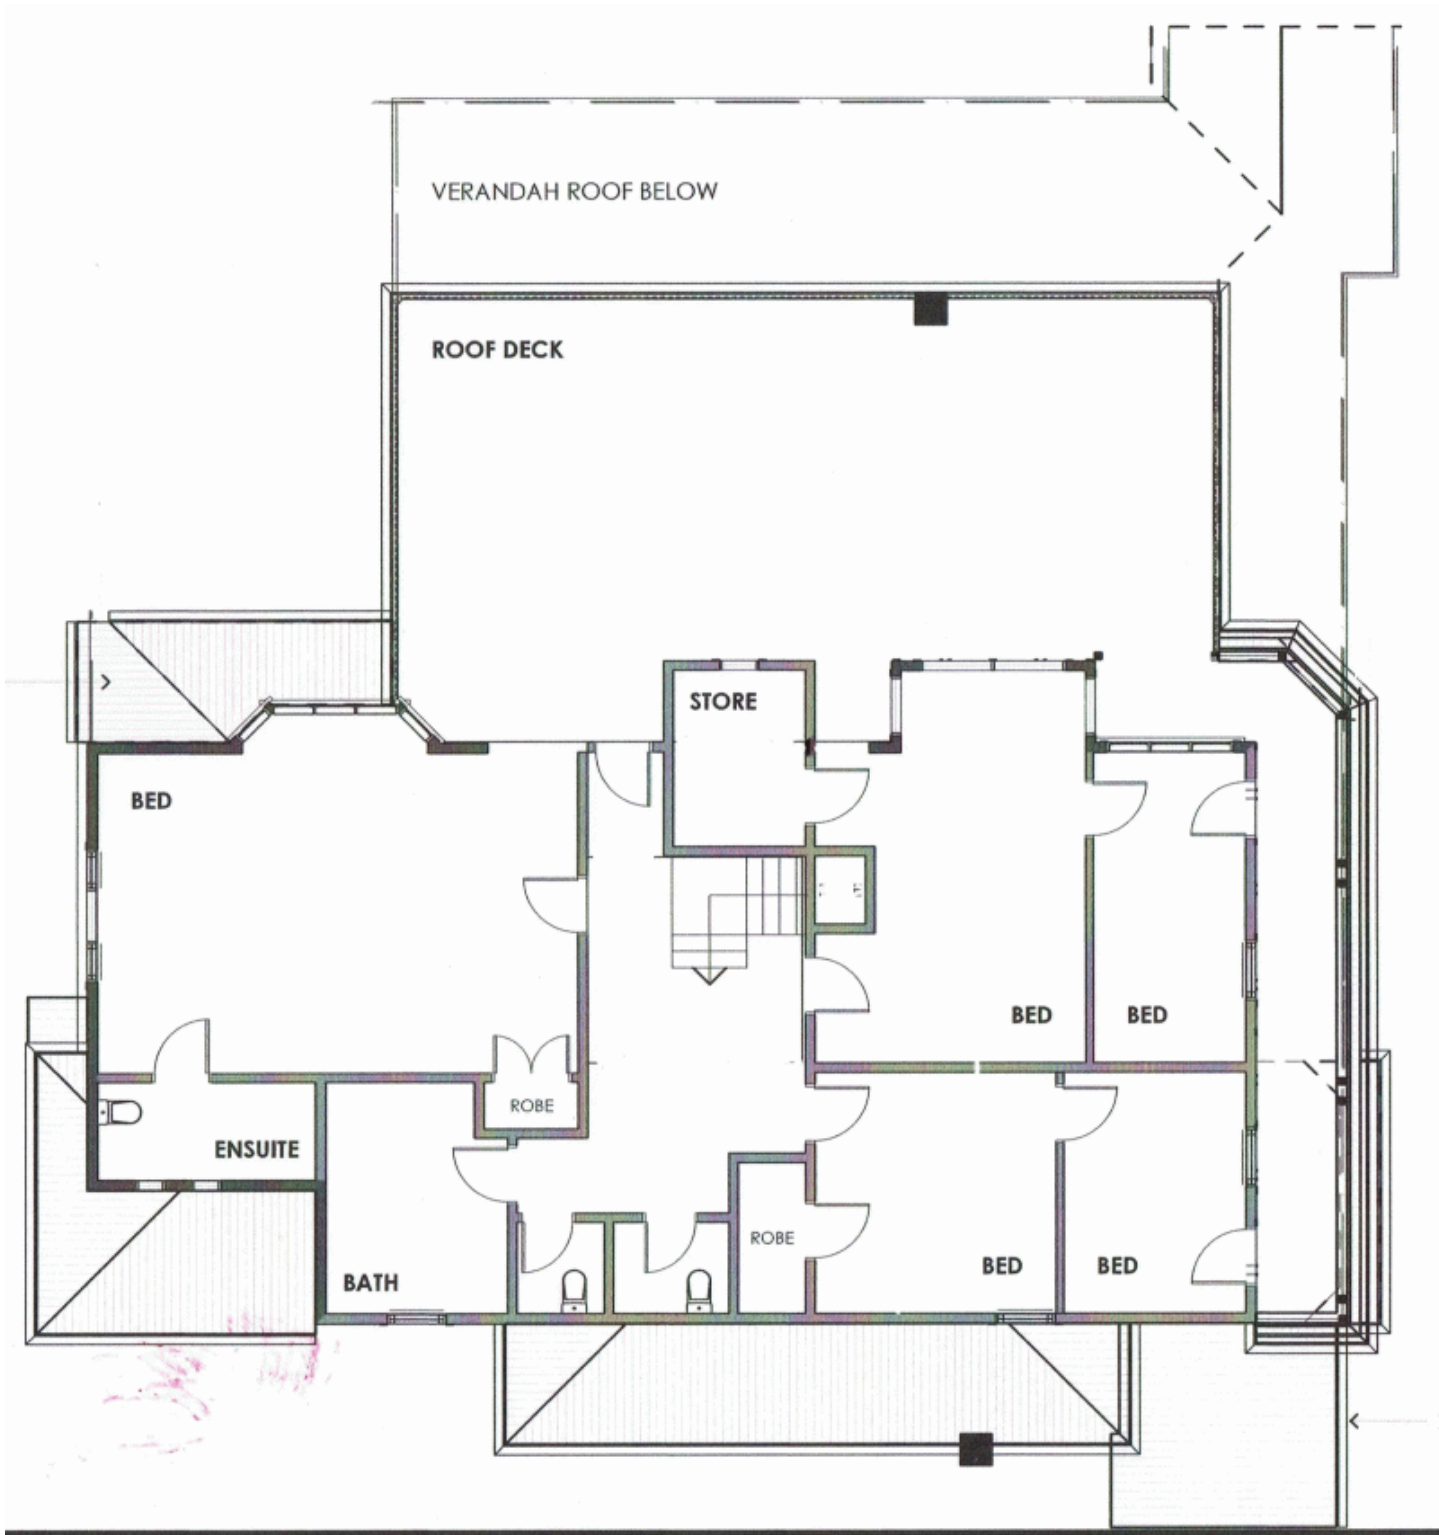 VERANDAH ROOF BELOW
ROOF DECK
STORE
BED
BED
BED
ROBE
ENSUITE
ROBE
BATH
BED
BED